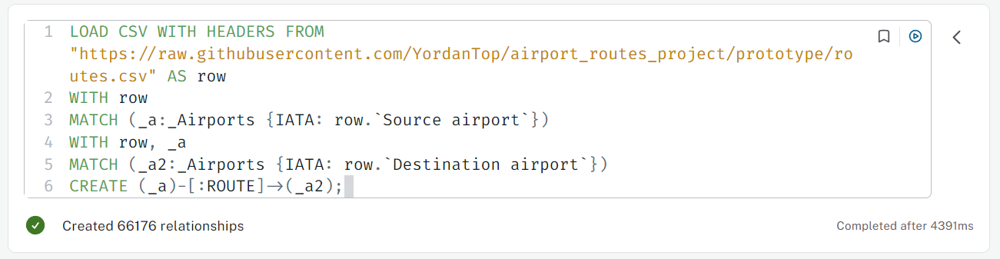 1 LOAD CSV WITH HEADERS FROM
"https://raw.githubusercontent.com/YordanTop/airport_routes_project/prototype/ro
utes.csv" AS row
2 WITH row
3 MATCH (_a:_Airports {IATA: row.`Source airport`})
4 WITH row, _a
5 MATCH (_a2:_Airports {IATA: row.`Destination airport`})
6 CREATE (_a)-[:ROUTE]->(_a2);
Created 66176 relationships
Completed after 4391ms